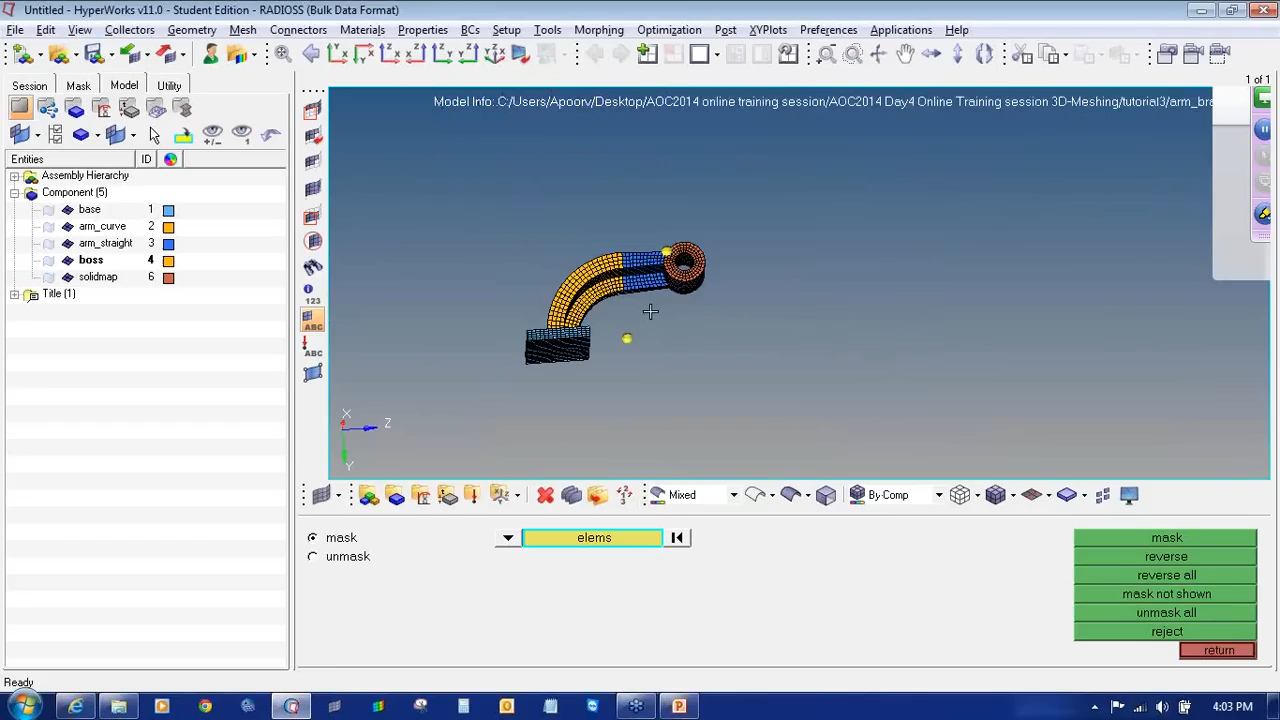 Untitled - HyperWorks v11.0 - Student Edition - RADIOSS (Bulk Data Format)
File Edit View Collectors Geometry Mesh Connectors Materials Properties BCs Setup Tools Morphing Optimization Post XYPlots Preferences Applications Help
Session Mask Model Utility
1 of 1
Model Info: C:/Users/Apoorv/Desktop/AOC2014 online training session/AOC2014 Day4 Online Training session 3D-Meshing/tutorial3/arm_bra
Entities ID
Assembly Hierarchy
Component (5)
base 1
arm_curve 2
arm_straight 3
boss 4
solidmap 6
Title (1)
123
ABC
ABC
X
Z
Y
Mixed
By Comp
mask
elems
unmask
mask
reverse
reverse all
mask not shown
unmask all
reject
return
Ready
4:03 PM